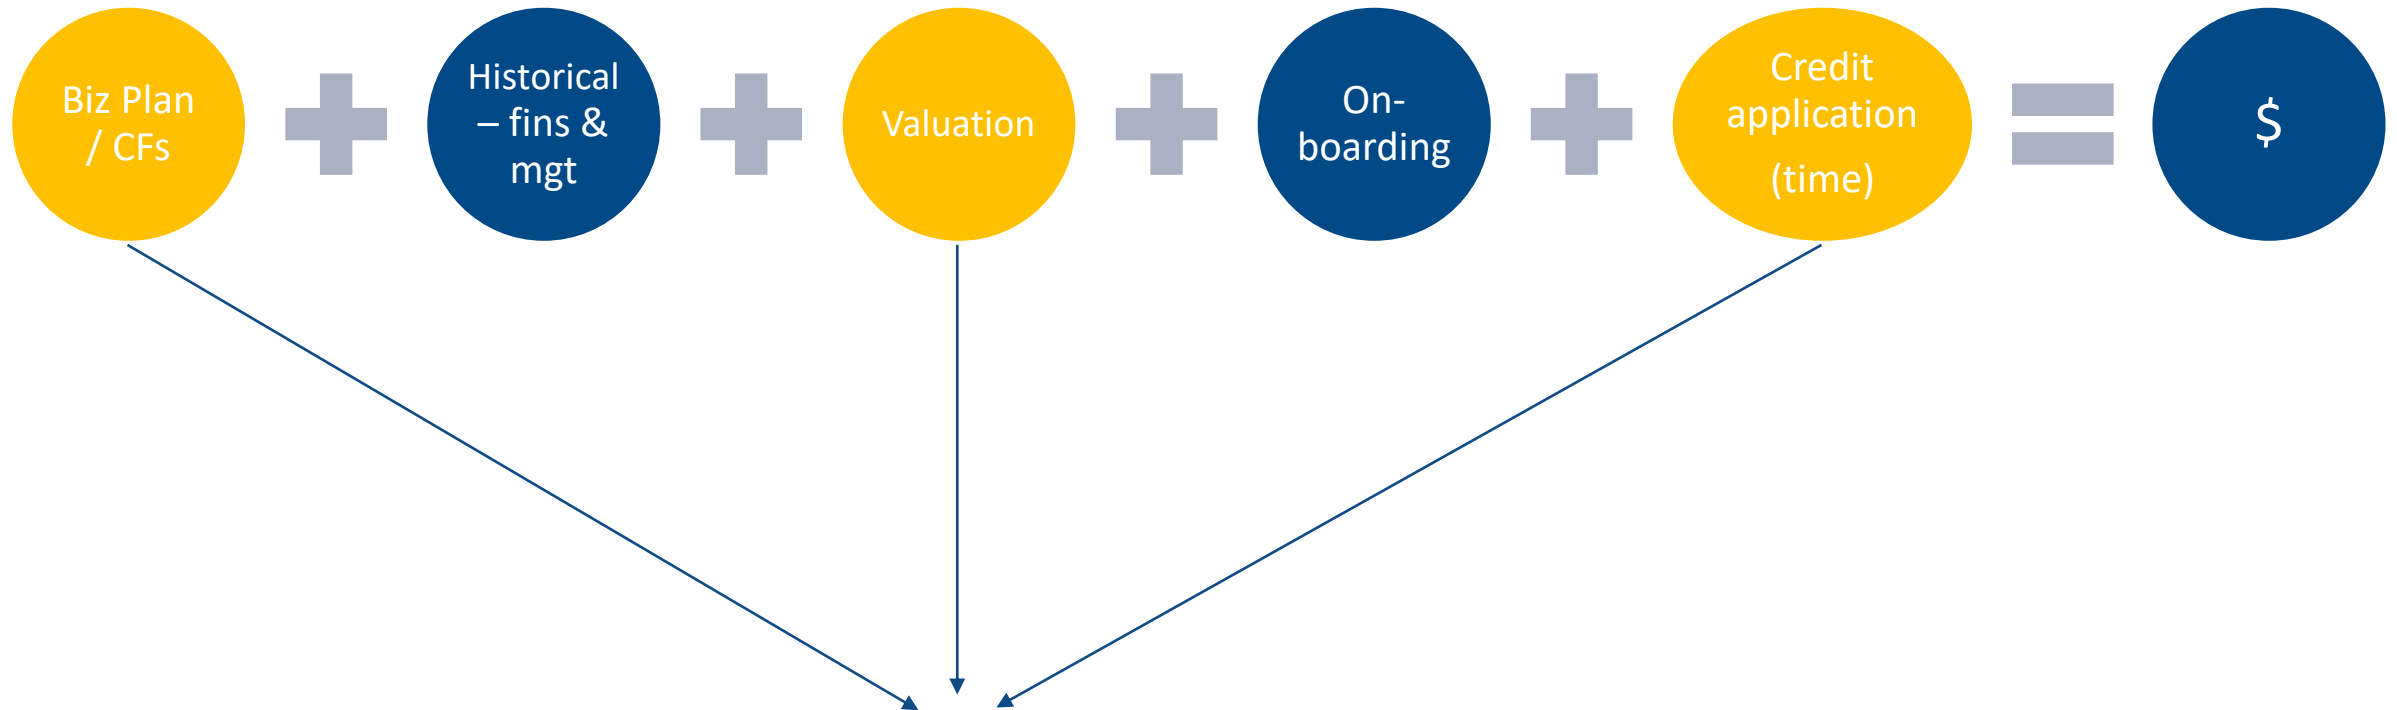 Biz Plan
/ CFs
Historical
– fins &
mgt
Valuation
On-
boarding
Credit
application
(time)
$